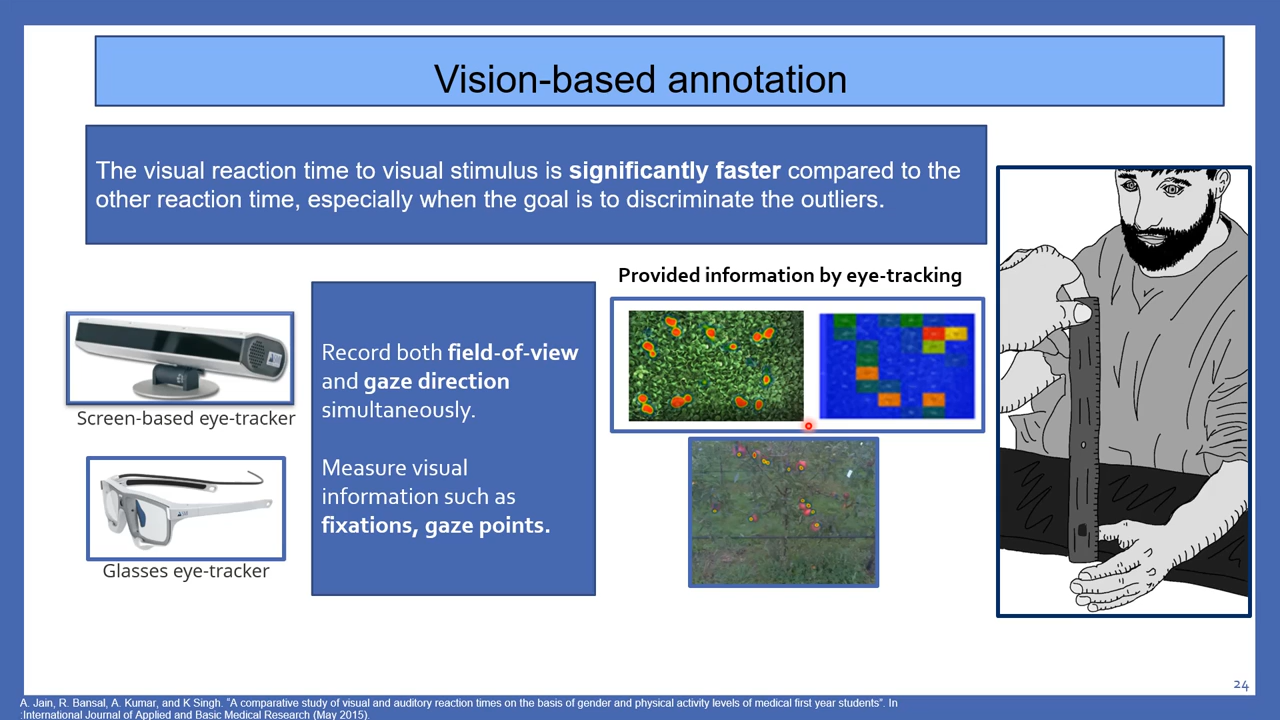 Vision-based annotation
The visual reaction time to visual stimulus is significantly faster compared to the
other reaction time, especially when the goal is to discriminate the outliers.
Provided information by eye-tracking
Screen-based eye-tracker
Glasses eye-tracker
Record both field-of-view
and gaze direction
simultaneously.
Measure visual
information such as
fixations, gaze points.
24
A. Jain, R. Bansal, A. Kumar, and K Singh. "A comparative study of visual and auditory reaction times on the basis of gender and physical activity levels of medical first year students". In
:International Journal of Applied and Basic Medical Research (May 2015).